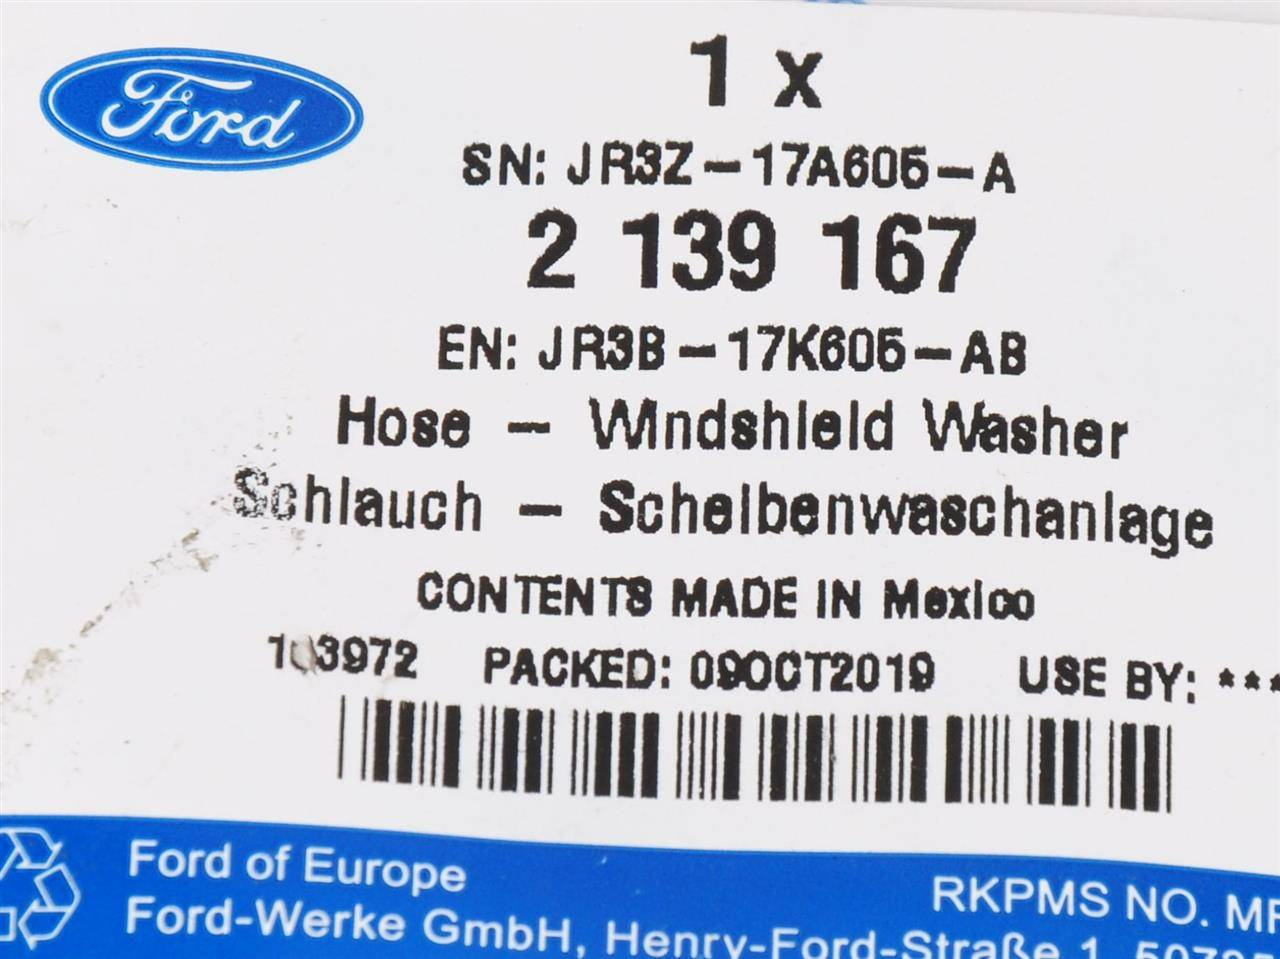 Ford
1 x
SN: JR3Z-17A605-A
2 139 167
EN: JR3B-17K605-AB
Hose - Windshield Washer
Schlauch - Scheibenwaschanlage
CONTENTS MADE IN Mexico
PACKED: 09OCT2019 USE BY: ***
Ford of Europe
RKPMS NO.
Ford-Werke GmbH, Henry-Ford-Straße 1,